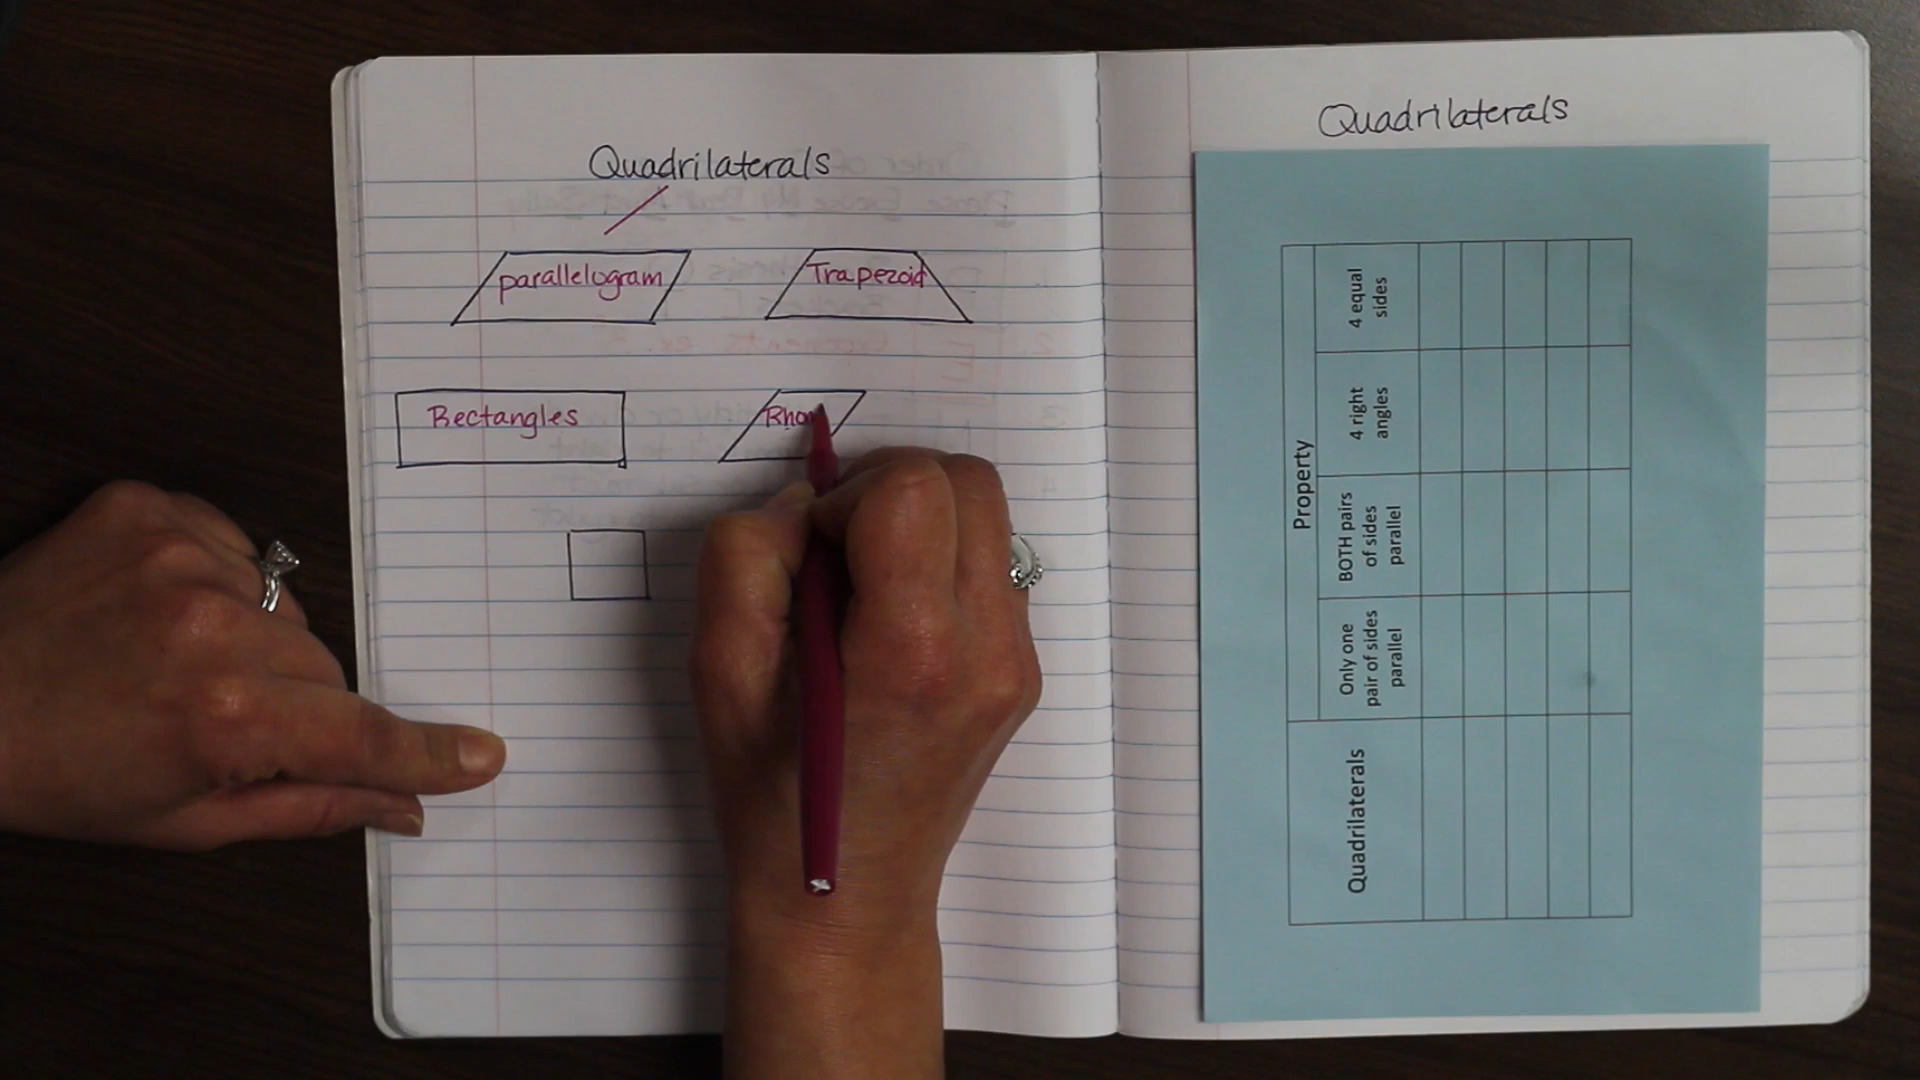 Quadrilaterals
parallelogram
Trapezoid
Rectangles
Rho
Quadrilaterals
Property
Quadrilaterals
Only one
pair of sides
parallel
BOTH pairs
of sides
parallel
4 right
angles
4 equal
sides